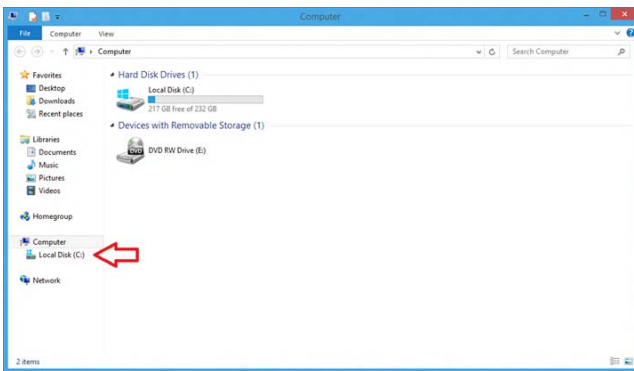 Computer
File Computer View
Computer
Search Computer
Favorites
Desktop
Downloads
Recent places
Libraries
Documents
Music
Pictures
Videos
Homegroup
Computer
Local Disk (C:)
Network
Hard Disk Drives (1)
Local Disk (C:)
217 GB free of 232 GB
Devices with Removable Storage (1)
DVD
DVD RW Drive (E:)
2 items